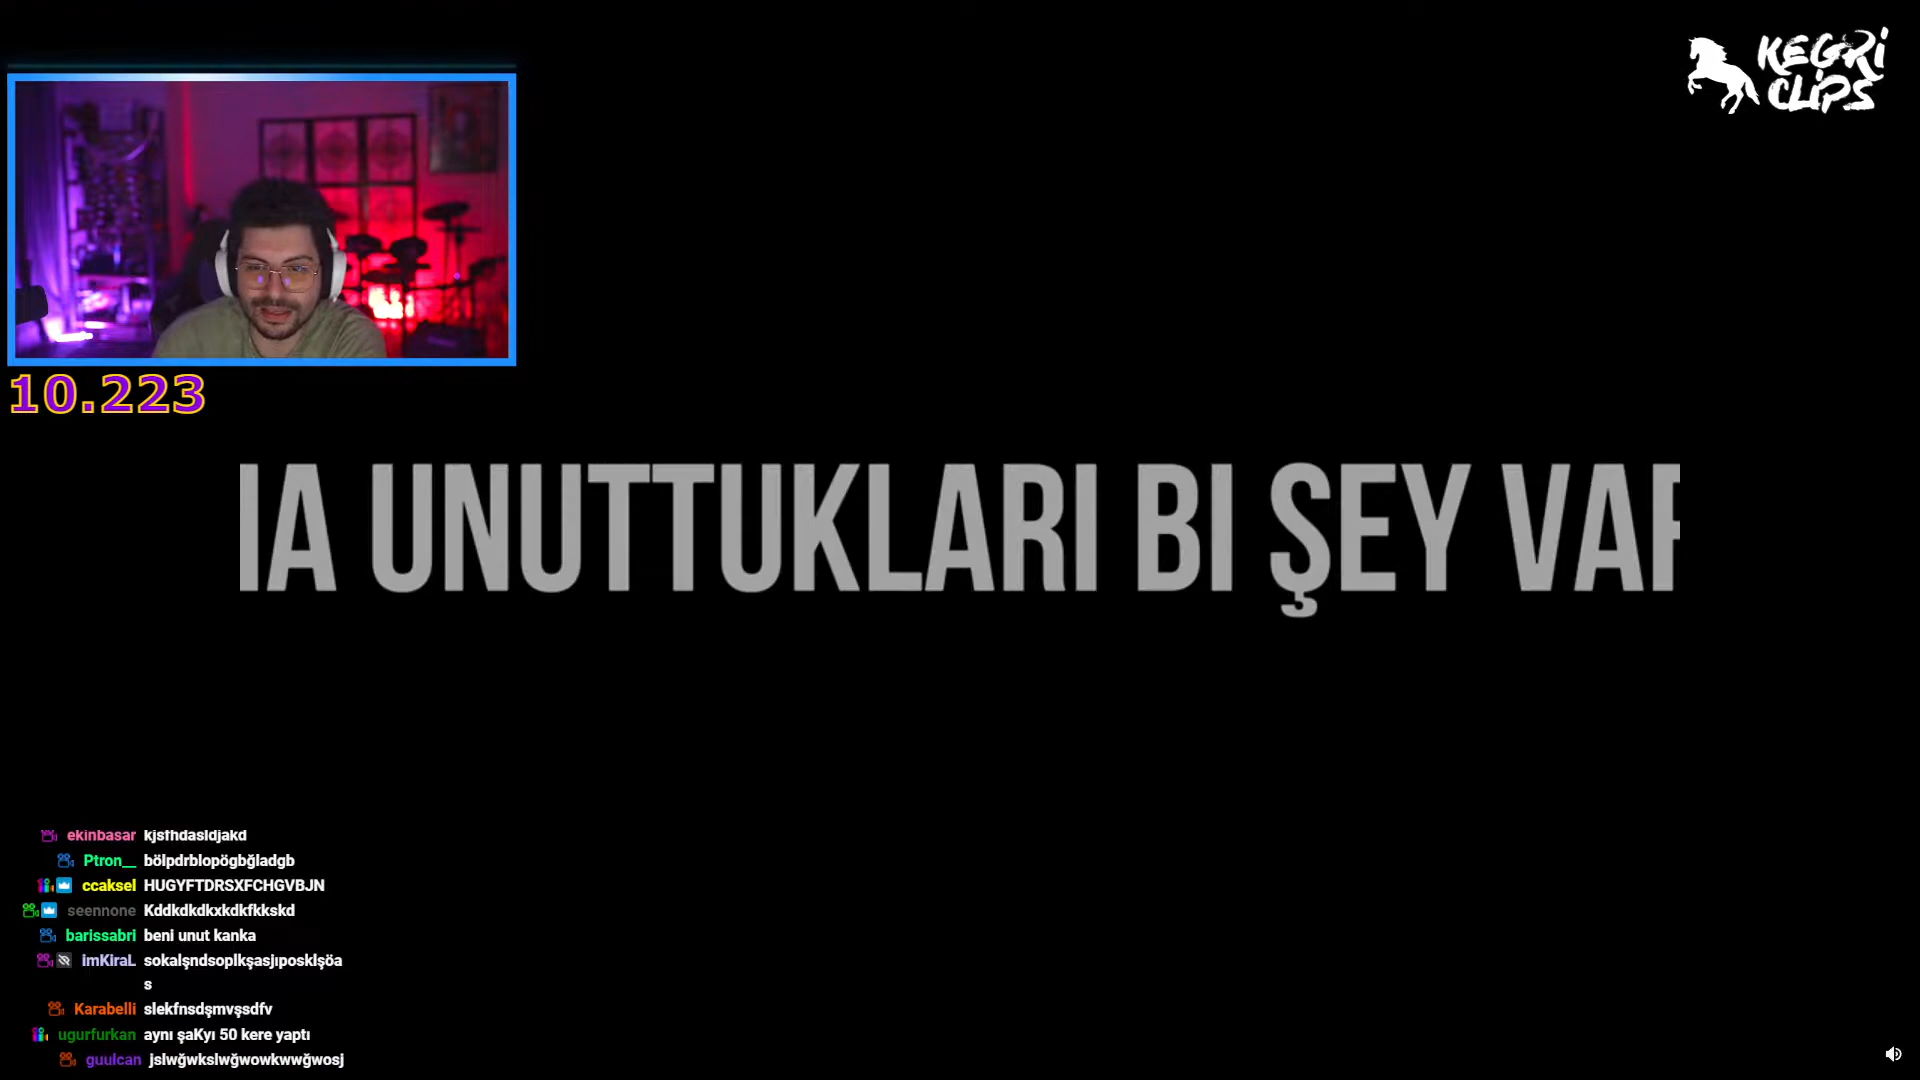 KEGRi
CLiPS
10.223
IA UNUTTUKLARI BI ŞEY VAR
ekinbasar kjsfhdasldjakd
Ptron__ bölpdrblopögbğladgb
ccaksel HUGYFTDRSXFCHGVBJN
seennone Kddkdkdkxkdkfkkskd
barissabri beni unut kanka
imKiraL sokalşndsoplkşasjıposklşöa
s
Karabelli slekfnsdşmvşsdfv
ugurfurkan aynı şaKyı 50 kere yaptı
guulcan jslwğwkslwğwowkwwğwosj